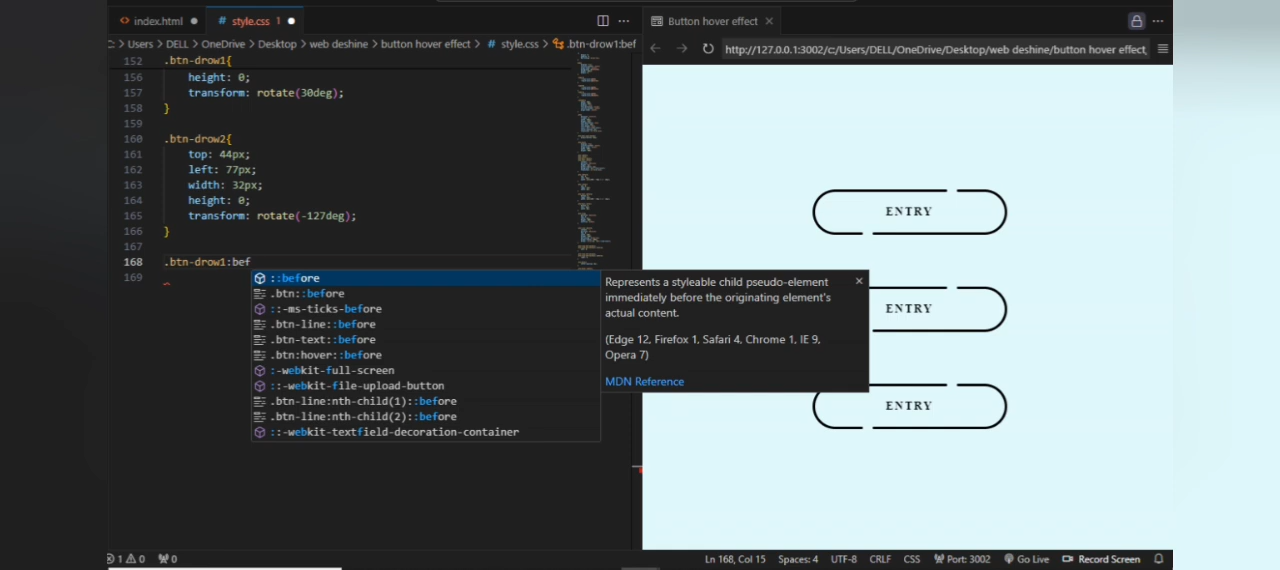 index.html
# style.css 1
Button hover effect
C: > Users > DELL > OneDrive > Desktop > web deshine > button hover effect > # style.css > .btn-drow1:bef
http://127.0.0.1:3002/c:/Users/DELL/OneDrive/Desktop/web deshine/button hover effect,
152 .btn-drow1{
156 height: 0;
157 transform: rotate(30deg);
158 }
159
160 .btn-drow2{
161 top: 44px;
162 left: 77px;
163 width: 32px;
164 height: 0;
165 transform: rotate(-127deg);
166 }
167
168 .btn-drow1:bef
169
::before
.btn::before
::-ms-ticks-before
.btn-line::before
.btn-text::before
.btn:hover::before
:-webkit-full-screen
::-webkit-file-upload-button
.btn-line:nth-child(1)::before
.btn-line:nth-child(2)::before
::-webkit-textfield-decoration-container
Represents a styleable child pseudo-element
immediately before the originating element's
actual content.
(Edge 12, Firefox 1, Safari 4, Chrome 1, IE 9,
Opera 7)
MDN Reference
ENTRY
ENTRY
ENTRY
1 0 0
Ln 168, Col 15 Spaces: 4 UTF-8 CRLF CSS Port: 3002 Go Live Record Screen